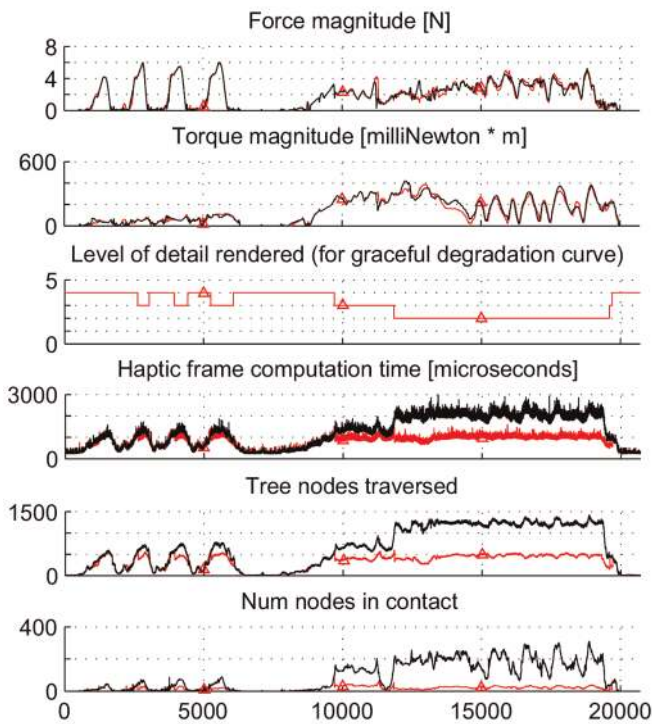 Force magnitude [N]
8
4
0
Torque magnitude [milliNewton * m]
600
0
Level of detail rendered (for graceful degradation curve)
5
0
Haptic frame computation time [microseconds]
3000
0
Tree nodes traversed
1500
0
Num nodes in contact
400
0
0 5000 10000 15000 20000